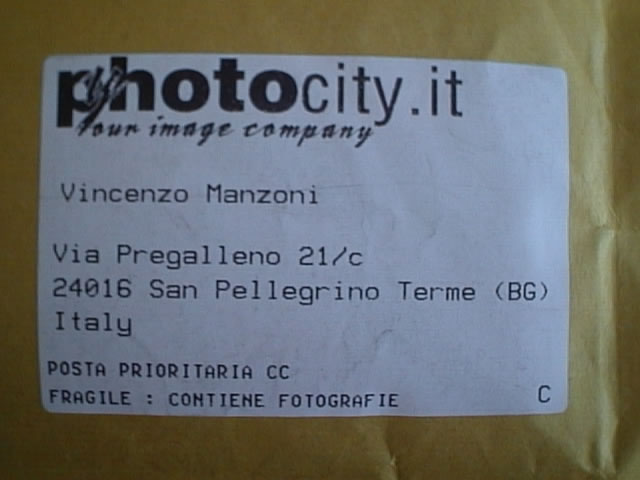 photocity.it
Your image company
Vincenzo Manzoni
Via Pregalleno 21/c
24016 San Pellegrino Terme (BG)
Italy
POSTA PRIORITARIA CC
FRAGILE : CONTIENE FOTOGRAFIE
C